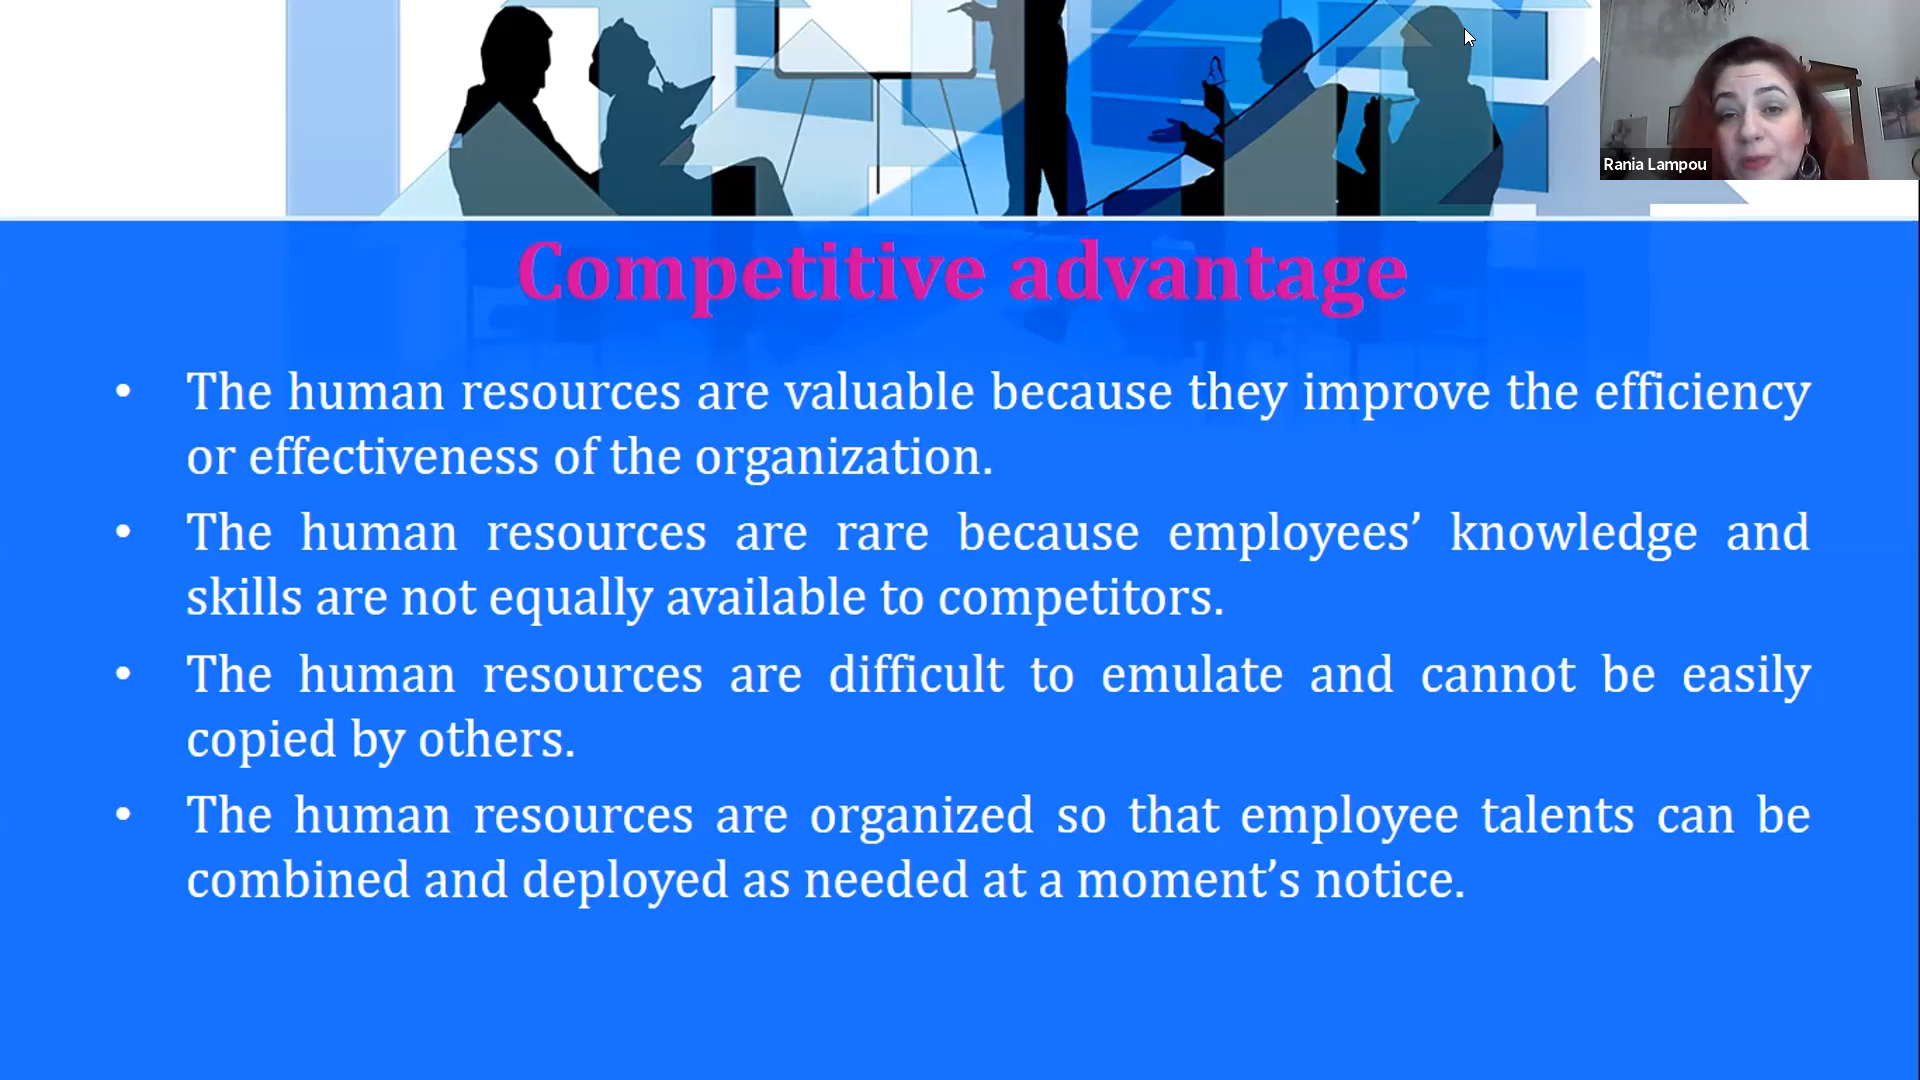 Rania Lampou
Competitive advantage
• The human resources are valuable because they improve the efficiency
or effectiveness of the organization.
• The human resources are rare because employees’ knowledge and
skills are not equally available to competitors.
• The human resources are difficult to emulate and cannot be easily
copied by others.
• The human resources are organized so that employee talents can be
combined and deployed as needed at a moment’s notice.